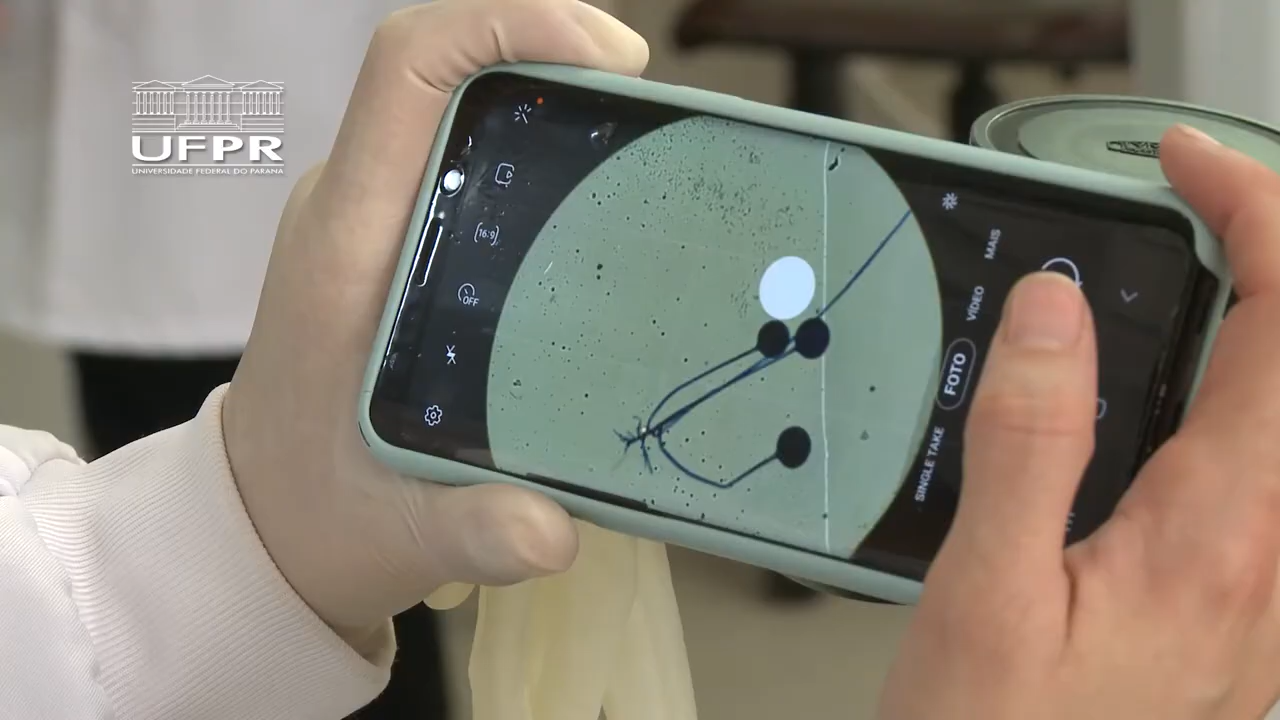 UFPR
UNIVERSIDADE FEDERAL DO PARANÁ
16:9
OFF
MAIS
VÍDEO
FOTO
SINGLE TAKE